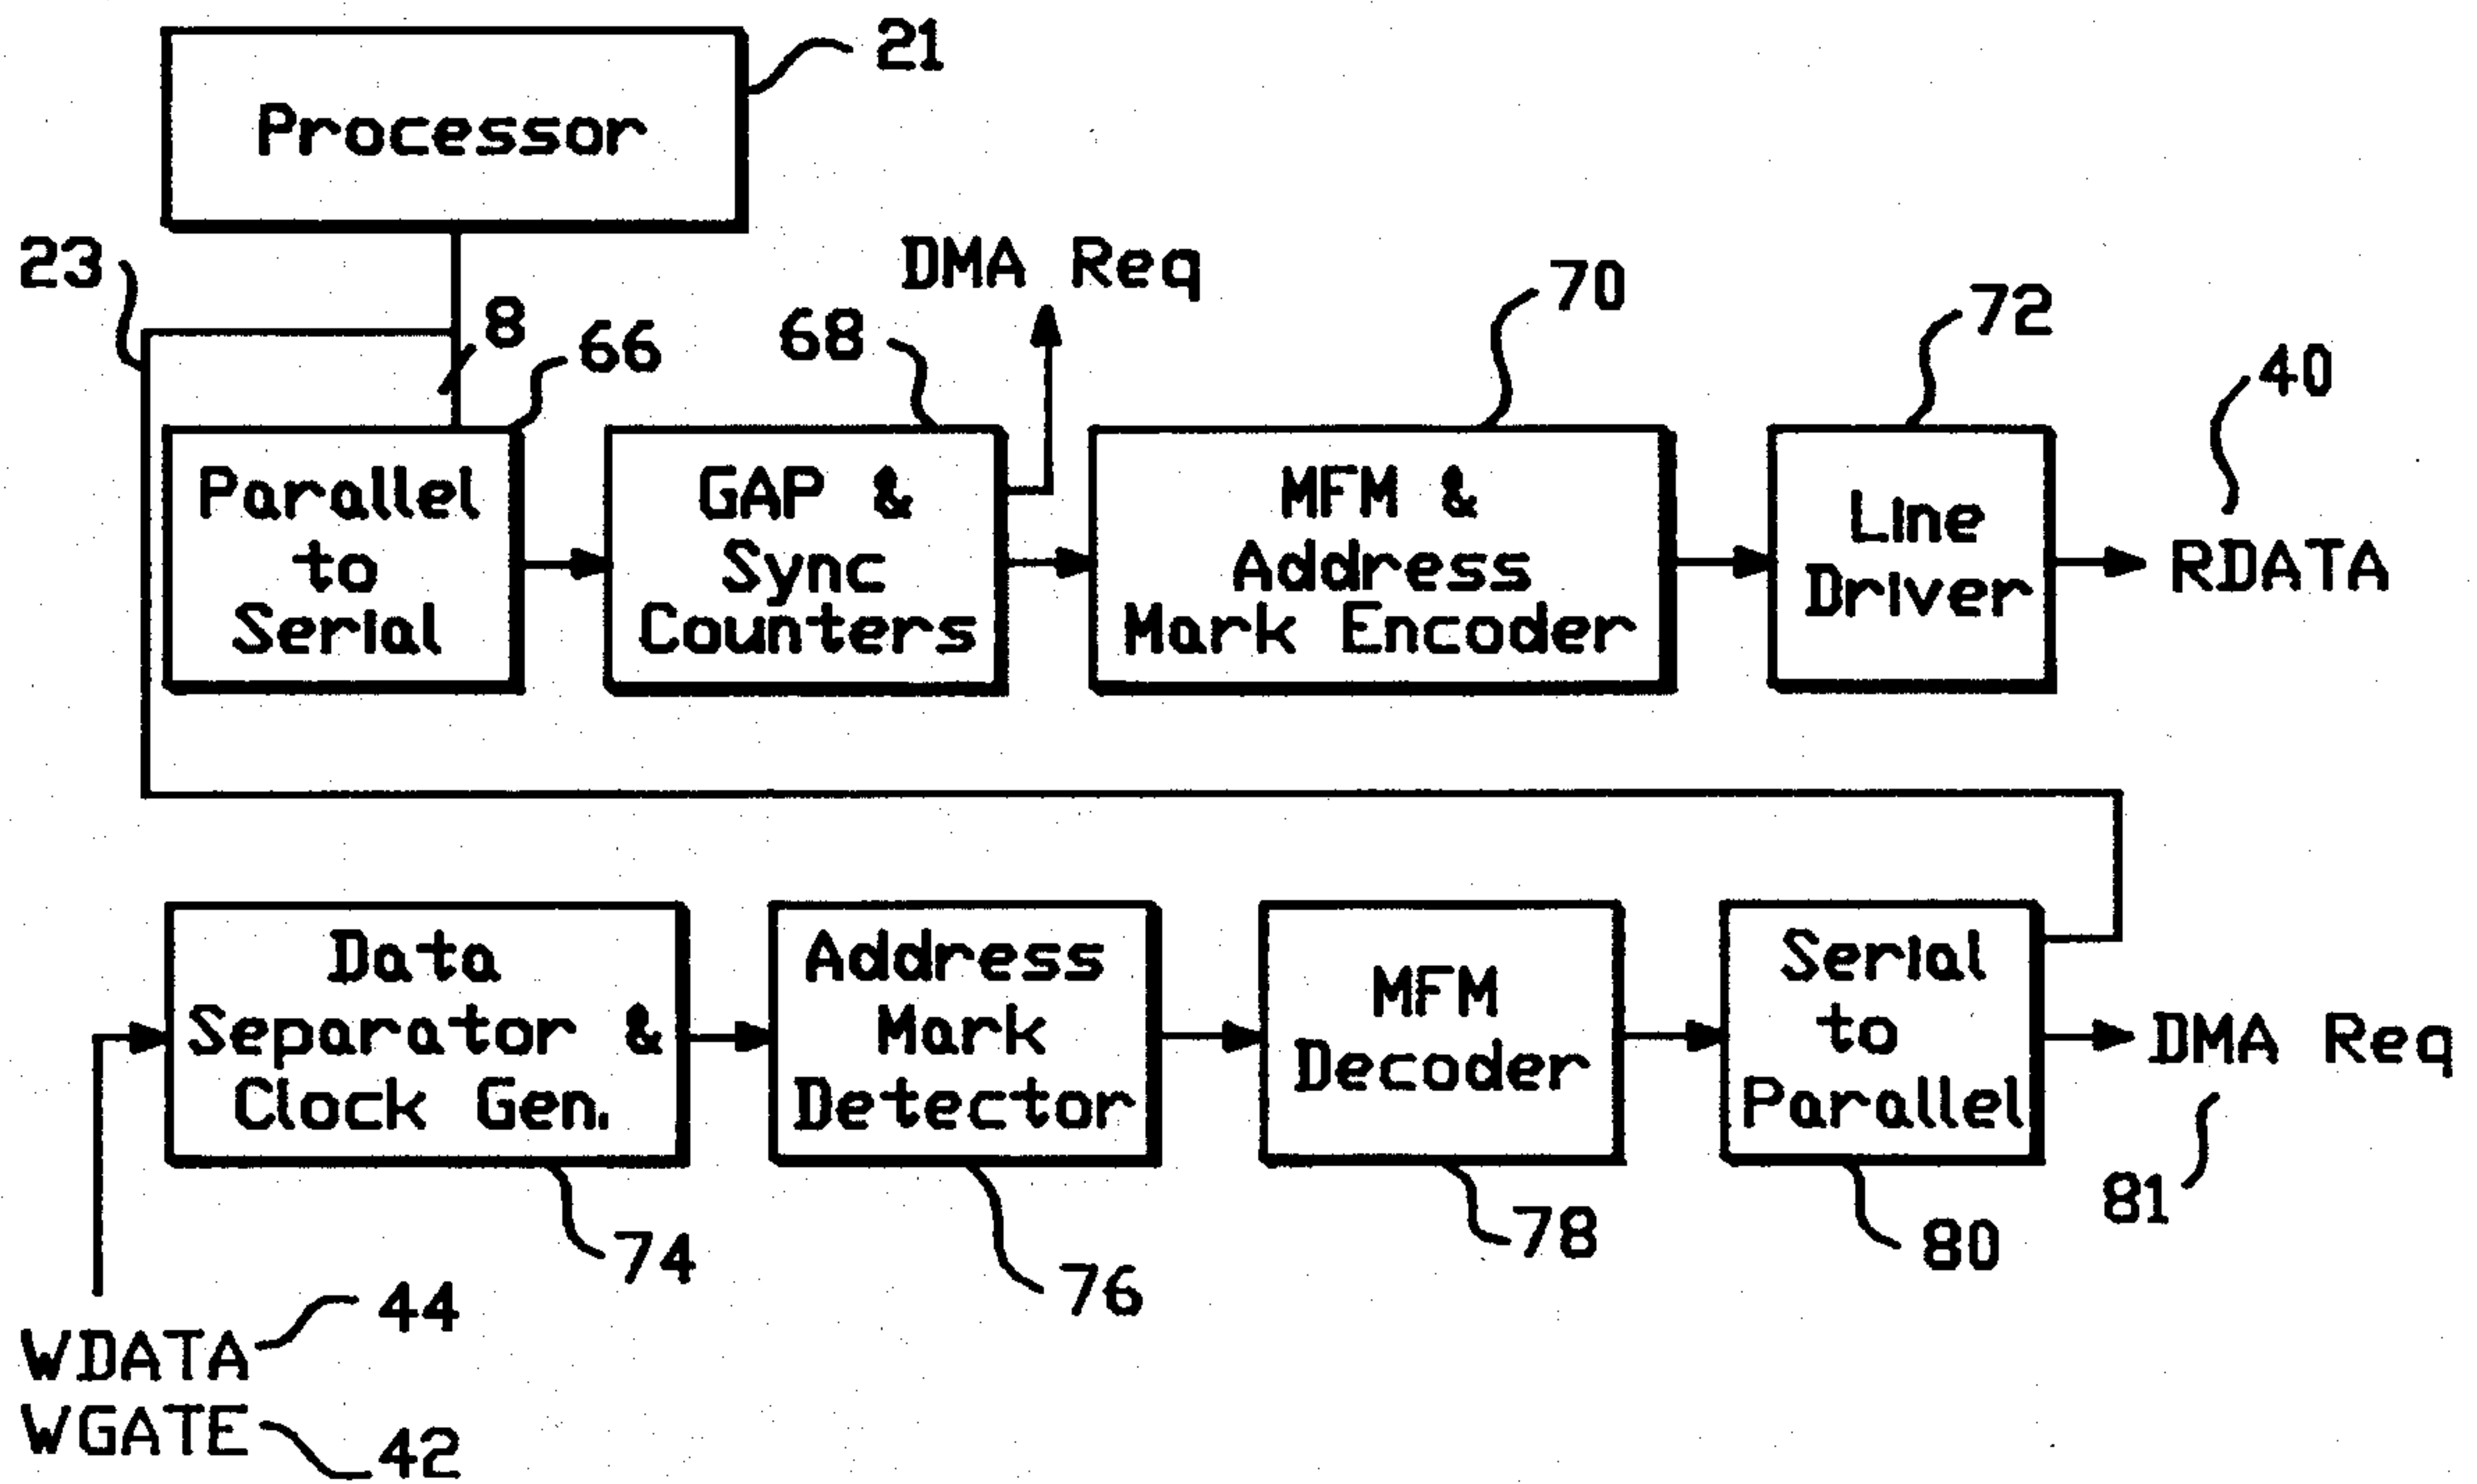 21
Processor
23
8
66
68
DMA Req
70
72
40
Parallel
to
Serial
GAP &
Sync
Counters
MFM &
Address
Mark Encoder
Line
Driver
RDATA
Data
Separator &
Clock Gen.
Address
Mark
Detector
MFM
Decoder
Serial
to
Parallel
DMA Req
81
74
76
78
80
WDATA
44
WGATE
42